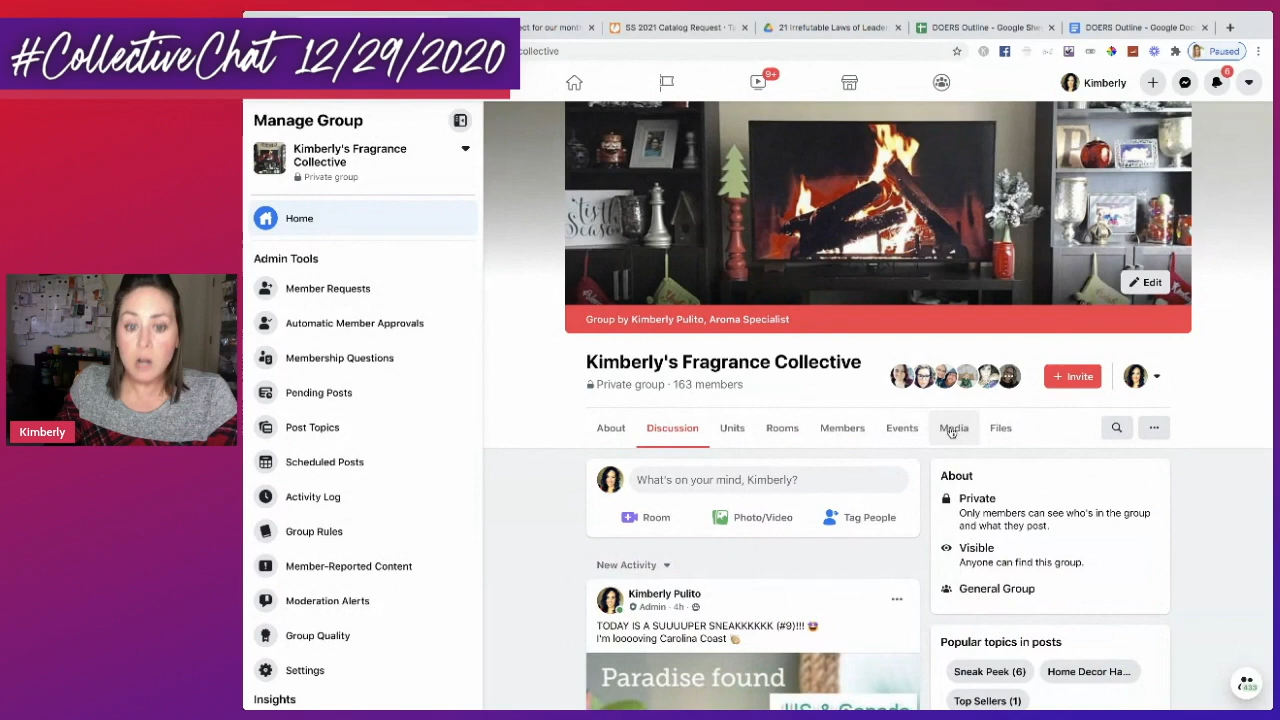 #CollectiveChat 12/29/2020
SS 2021 Catalog Request
21 Irrefutable Laws of Leade
DOERS Outline - Google She
DOERS Outline - Google Doc
Paused
9+
Kimberly
6
Manage Group
Kimberly's Fragrance
Collective
Private group
Home
Admin Tools
Member Requests
Automatic Member Approvals
Membership Questions
Pending Posts
Post Topics
Scheduled Posts
Activity Log
Group Rules
Member-Reported Content
Moderation Alerts
Group Quality
Settings
Insights
Kimberly
Edit
Group by Kimberly Pulito, Aroma Specialist
Kimberly's Fragrance Collective
Private group · 163 members
+ Invite
About Discussion Units Rooms Members Events Media Files
What's on your mind, Kimberly?
Room Photo/Video Tag People
New Activity
Kimberly Pulito
Admin · 4h
TODAY IS A SUUUUPER SNEAKKKKKK (#9)!!! 
I'm looooving Carolina Coast
Paradise found
About
Private
Only members can see who's in the group
and what they post.
Visible
Anyone can find this group.
General Group
Popular topics in posts
Sneak Peek (6) Home Decor Ha...
Top Sellers (1)
433